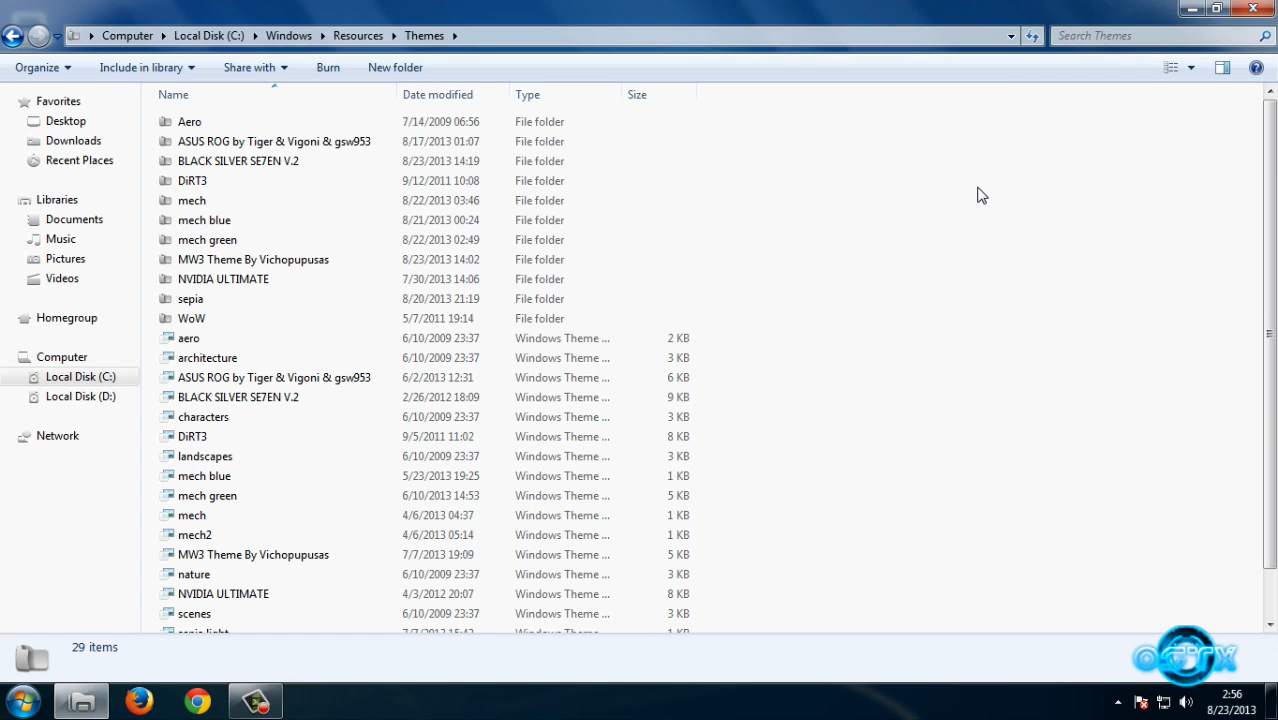 Computer Local Disk (C:) Windows Resources Themes Search Themes
Organize Include in library Share with Burn New folder
Name Date modified Type Size
Favorites
Desktop
Downloads
Recent Places
Libraries
Documents
Music
Pictures
Videos
Homegroup
Computer
Local Disk (C:)
Local Disk (D:)
Network
Aero 7/14/2009 06:56 File folder
ASUS ROG by Tiger & Vigoni & gsw953 8/17/2013 01:07 File folder
BLACK SILVER SE7EN V.2 8/23/2013 14:19 File folder
DiRT3 9/12/2011 10:08 File folder
mech 8/22/2013 03:46 File folder
mech blue 8/21/2013 00:24 File folder
mech green 8/22/2013 02:49 File folder
MW3 Theme By Vichopupusas 8/23/2013 14:02 File folder
NVIDIA ULTIMATE 7/30/2013 14:06 File folder
sepia 8/20/2013 21:19 File folder
WoW 5/7/2011 19:14 File folder
aero 6/10/2009 23:37 Windows Theme ... 2 KB
architecture 6/10/2009 23:37 Windows Theme ... 3 KB
ASUS ROG by Tiger & Vigoni & gsw953 6/2/2013 12:31 Windows Theme ... 6 KB
BLACK SILVER SE7EN V.2 2/26/2012 18:09 Windows Theme ... 9 KB
characters 6/10/2009 23:37 Windows Theme ... 3 KB
DiRT3 9/5/2011 11:02 Windows Theme ... 8 KB
landscapes 6/10/2009 23:37 Windows Theme ... 3 KB
mech blue 5/23/2013 19:25 Windows Theme ... 1 KB
mech green 6/10/2013 14:53 Windows Theme ... 5 KB
mech 4/6/2013 04:37 Windows Theme ... 1 KB
mech2 4/6/2013 05:14 Windows Theme ... 1 KB
MW3 Theme By Vichopupusas 7/7/2013 19:09 Windows Theme ... 5 KB
nature 6/10/2009 23:37 Windows Theme ... 3 KB
NVIDIA ULTIMATE 4/3/2012 20:07 Windows Theme ... 8 KB
scenes 6/10/2009 23:37 Windows Theme ... 3 KB
29 items
2:56
8/23/2013